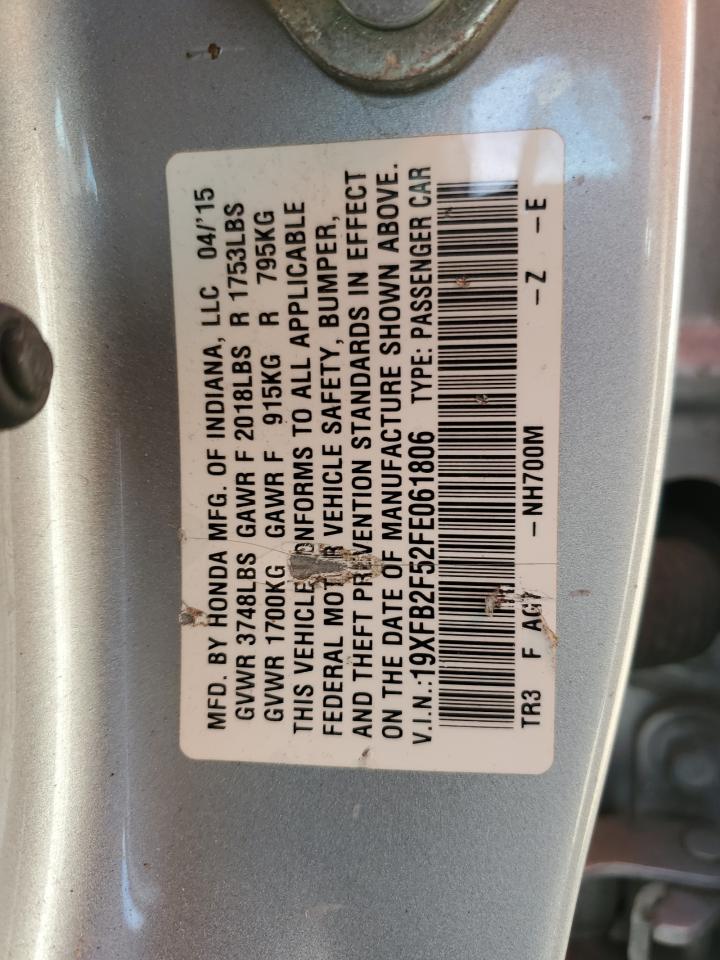 MFD. BY HONDA MFG. OF INDIANA, LLC 04/'15
GVWR 3748LBS GAWR F 2018LBS R 1753LBS
GVWR 1700KG GAWR F 915KG R 795KG
THIS VEHICLE CONFORMS TO ALL APPLICABLE
FEDERAL MOTOR VEHICLE SAFETY, BUMPER,
AND THEFT PREVENTION STANDARDS IN EFFECT
ON THE DATE OF MANUFACTURE SHOWN ABOVE.
V.I.N.:19XFB2F52FE061806 TYPE: PASSENGER CAR
TR3 F -NH700M -Z -E